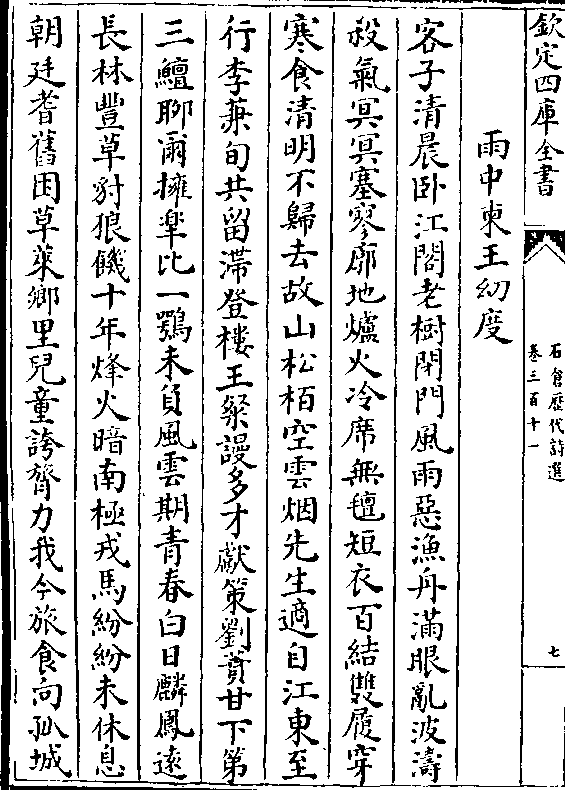 欽定四庫全書
石倉歷代詩選
卷三百十一
七
雨中柬王幼度
客子清晨卧江閣老樹閉門風雨惡漁舟滿眼亂波濤
殺氣冥冥塞寥廓地爐火冷席無氊短衣百結雙履穿
寒食清明不歸去故山松栢空雲烟先生適自江東至
行李兼旬共留滯登樓王粲謾多才獻策劉蕡甘下第
三鱣聊爾擁臯比一鶚未負風雲期青春白日麟鳳逺
長林豐草豺狼饑十年烽火暗南極戎馬紛紛未休息
朝廷耆舊困草萊鄉里兒童誇膂力我今旅食向孤城